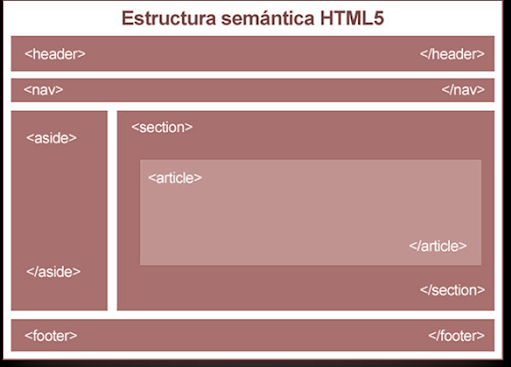 Estructura semántica HTML5
<header> </header>
<nav> </nav>
<aside>
<section>
<article>
</article>
</aside>
</section>
<footer> </footer>